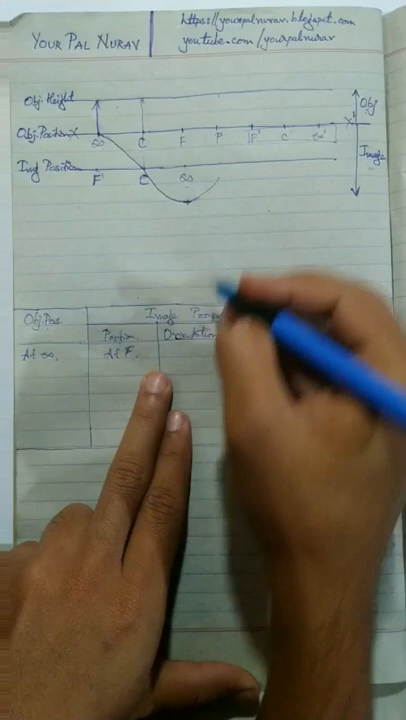 YOUR PAL NURAV
https://yourpalnurav.blogspot.com
youtube.com/yourpalnurav
Obj. Height
Obj. Position X
∞ C F P F' C' ∞' X'
Img Position
F C ∞
Obj
Image
Obj. Pos. Image
Positn Orientation
At ∞. At F.